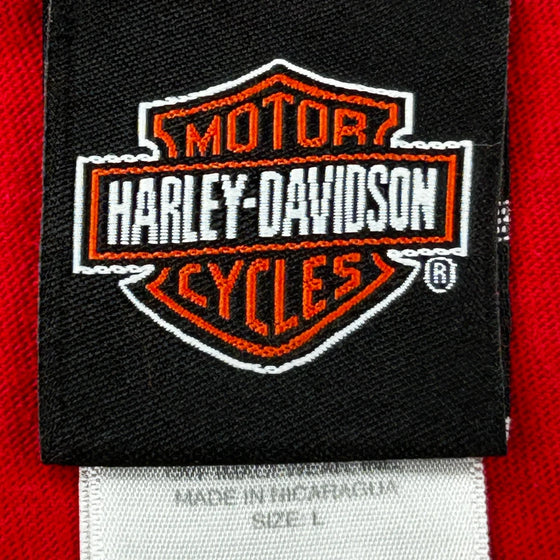 MOTOR
HARLEY-DAVIDSON
CYCLES
®
MADE IN NICARAGUA
SIZE: L